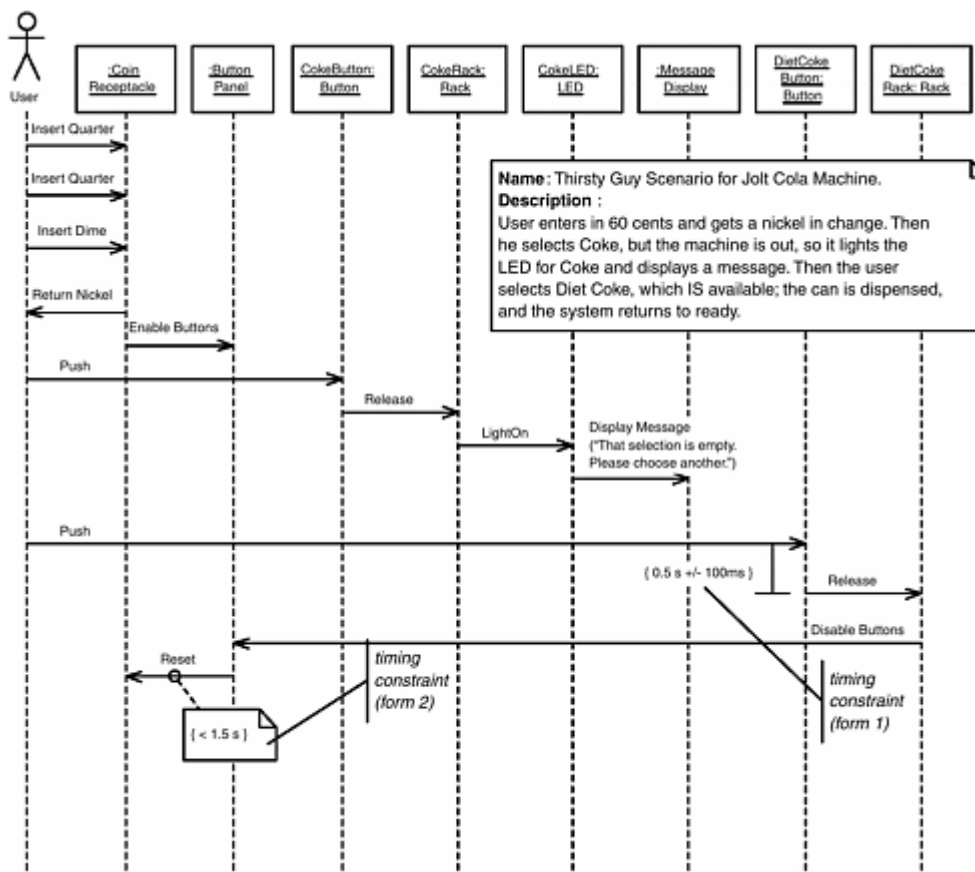 User
:Coin
Receptacle
:Button
Panel
CokeButton:
Button
CokeRack:
Rack
CokeLED:
LED
:Message
Display
DietCoke
Button:
Button
DietCoke
Rack: Rack
Insert Quarter
Insert Quarter
Insert Dime
Return Nickel
Enable Buttons
Push
Release
LightOn
Display Message
{"That selection is empty.
Please choose another."}
Name: Thirsty Guy Scenario for Jolt Cola Machine.
Description :
User enters in 60 cents and gets a nickel in change. Then
he selects Coke, but the machine is out, so it lights the
LED for Coke and displays a message. Then the user
selects Diet Coke, which IS available; the can is dispensed,
and the system returns to ready.
Push
{ 0.5 s +/- 100ms }
Release
Disable Buttons
Reset
{ < 1.5 s }
timing
constraint
(form 2)
timing
constraint
(form 1)